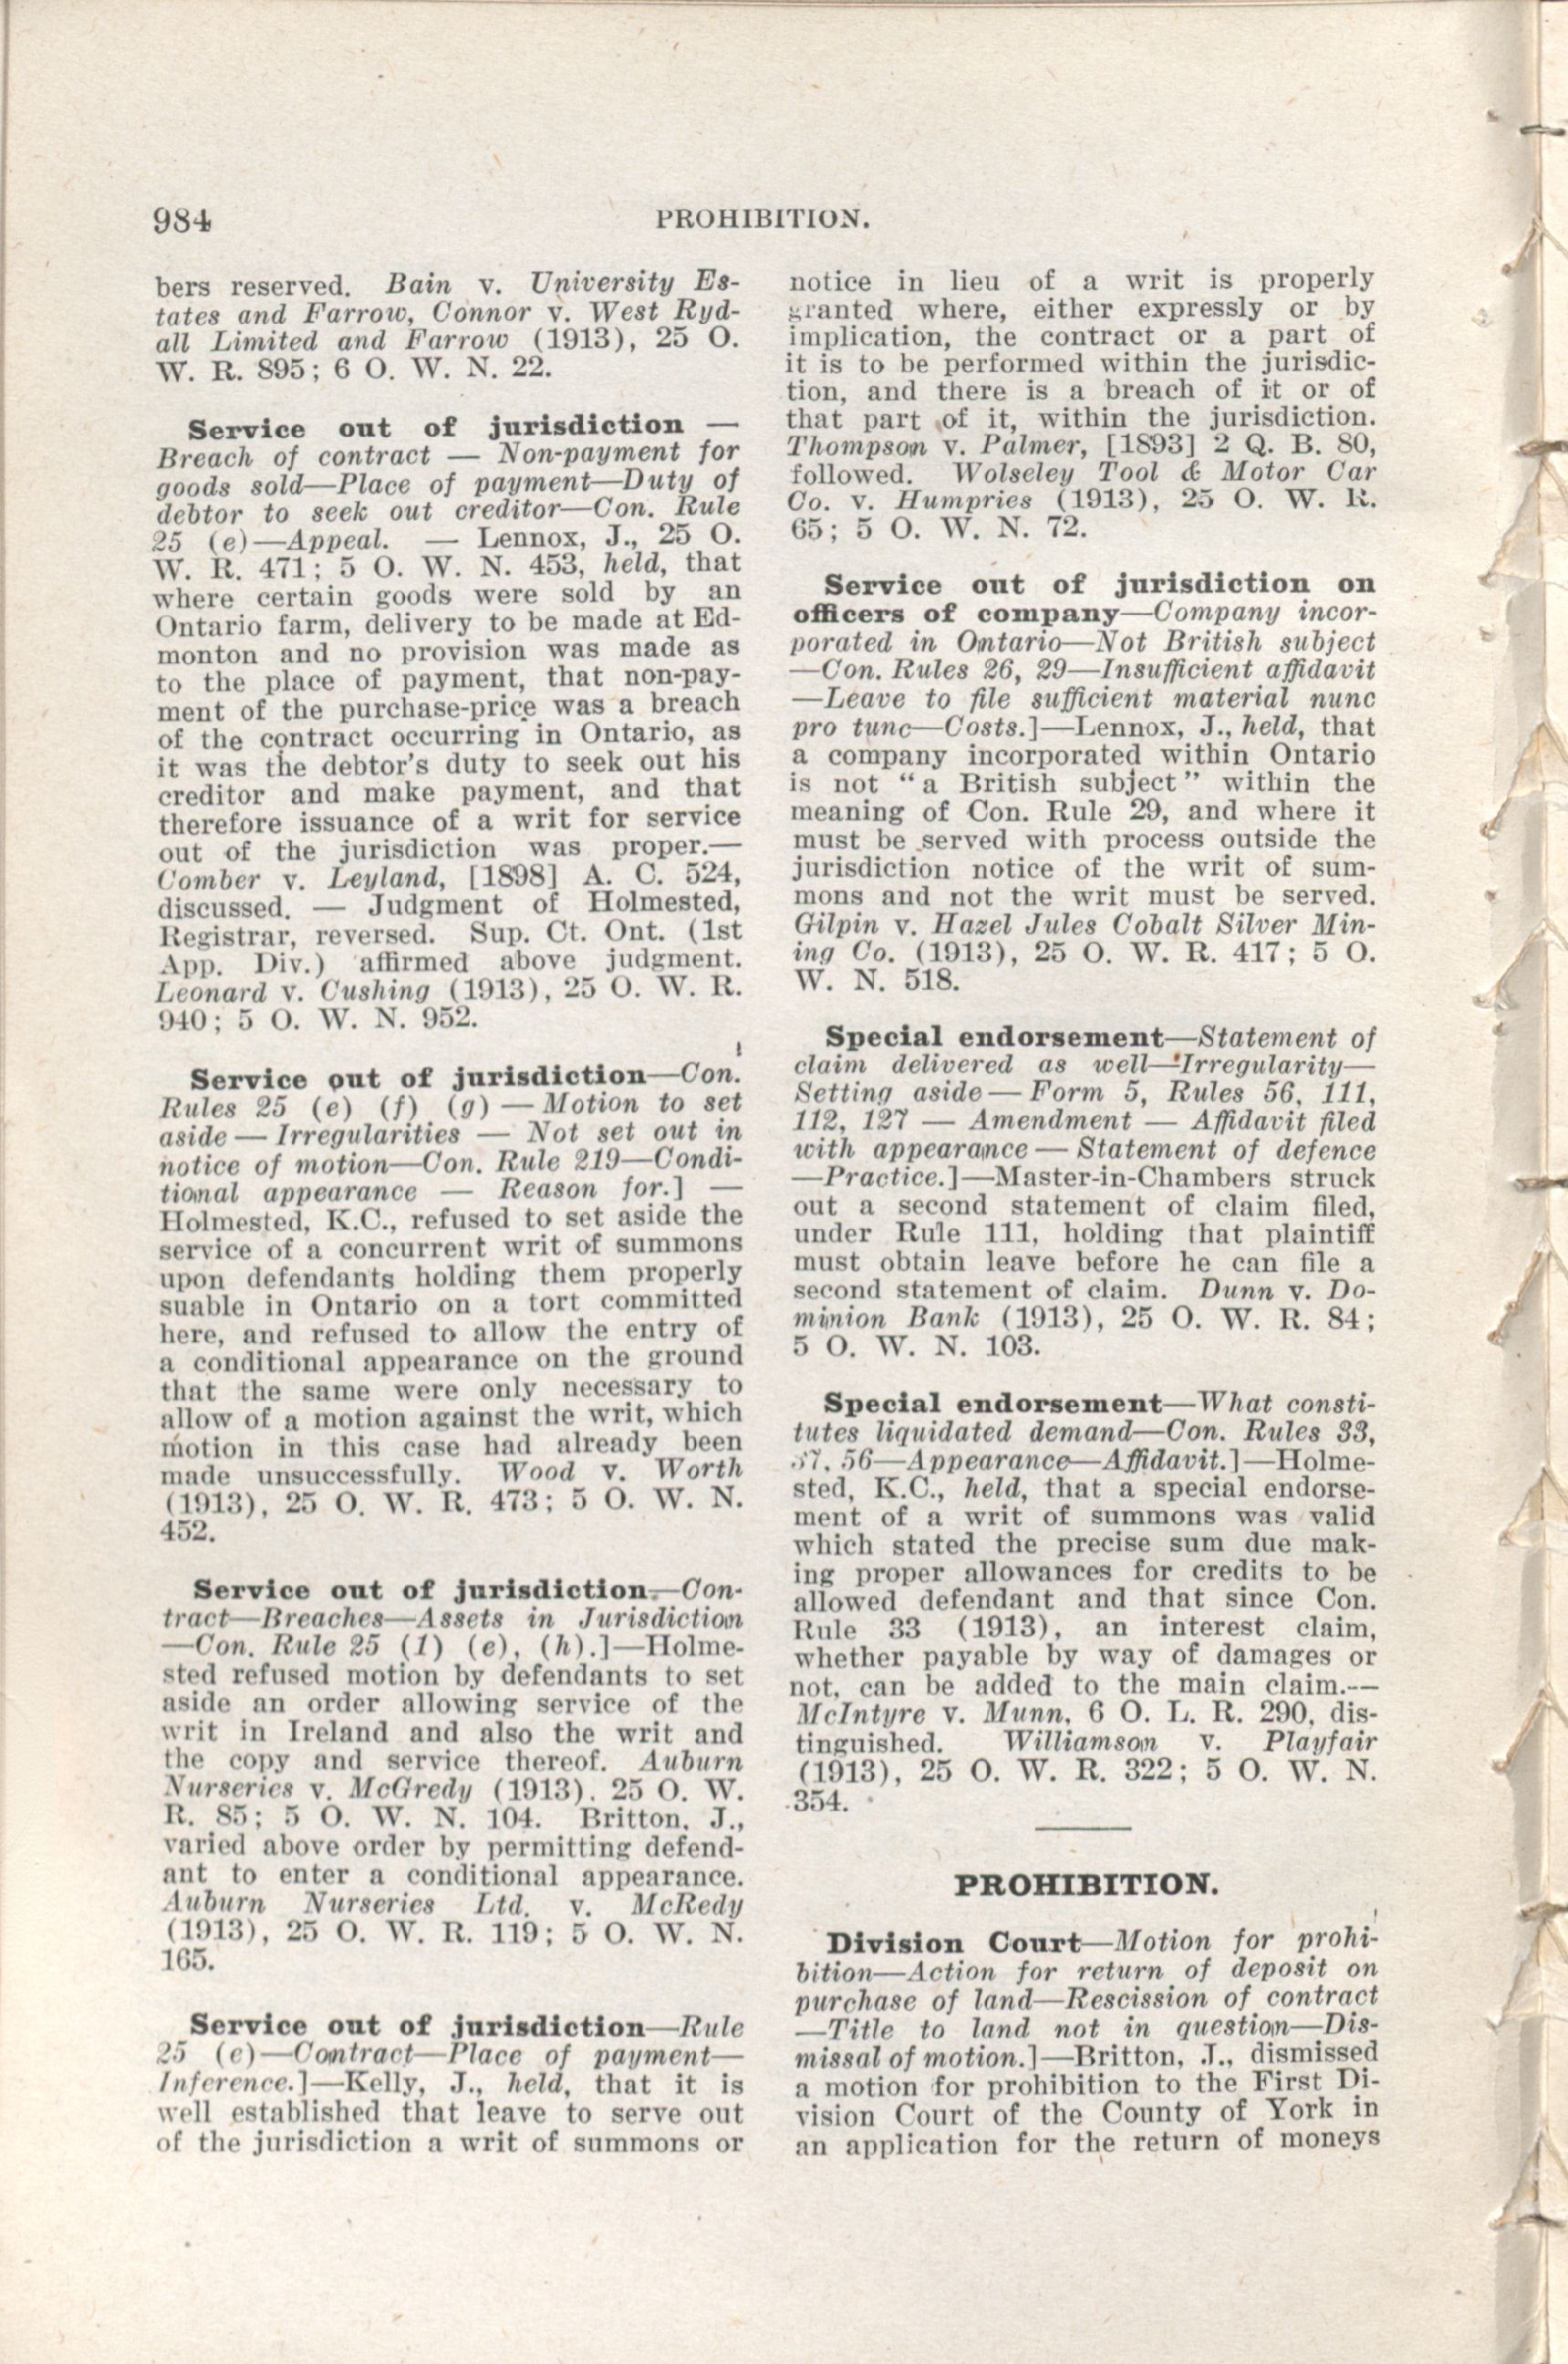 984
PROHIBITION.
bers reserved. Bain v. University Es-
tates and Farrow, Connor v. West Ryd-
all Limited and Farrow (1913), 25 O.
W. R. 895; 6 O. W. N. 22.
Service out of jurisdiction —
Breach of contract — Non-payment for
goods sold—Place of payment—Duty of
debtor to seek out creditor—Con. Rule
25 (e)—Appeal. — Lennox, J., 25 O.
W. R. 471; 5 O. W. N. 453, held, that
where certain goods were sold by an
Ontario farm, delivery to be made at Ed-
monton and no provision was made as
to the place of payment, that non-pay-
ment of the purchase-price was a breach
of the contract occurring in Ontario, as
it was the debtor's duty to seek out his
creditor and make payment, and that
therefore issuance of a writ for service
out of the jurisdiction was proper.—
Comber v. Leyland, [1898] A. C. 524,
discussed. — Judgment of Holmested,
Registrar, reversed. Sup. Ct. Ont. (1st
App. Div.) affirmed above judgment.
Leonard v. Cushing (1913), 25 O. W. R.
940; 5 O. W. N. 952.
Service out of jurisdiction—Con.
Rules 25 (e) (f) (g) — Motion to set
aside — Irregularities — Not set out in
notice of motion—Con. Rule 219—Condi-
tional appearance — Reason for.] —
Holmested, K.C., refused to set aside the
service of a concurrent writ of summons
upon defendants holding them properly
suable in Ontario on a tort committed
here, and refused to allow the entry of
a conditional appearance on the ground
that the same were only necessary to
allow of a motion against the writ, which
motion in this case had already been
made unsuccessfully. Wood v. Worth
(1913), 25 O. W. R. 473; 5 O. W. N.
452.
Service out of jurisdiction.—Con-
tract—Breaches—Assets in Jurisdiction
—Con. Rule 25 (1) (e), (h).]—Holme-
sted refused motion by defendants to set
aside an order allowing service of the
writ in Ireland and also the writ and
the copy and service thereof. Auburn
Nurseries v. McGredy (1913). 25 O. W.
R. 85; 5 O. W. N. 104. Britton. J.,
varied above order by permitting defend-
ant to enter a conditional appearance.
Auburn Nurseries Ltd. v. McRedy
(1913), 25 O. W. R. 119; 5 O. W. N.
165.
Service out of jurisdiction—Rule
25 (e)—Contract—Place of payment—
Inference.]—Kelly, J., held, that it is
well established that leave to serve out
of the jurisdiction a writ of summons or
notice in lieu of a writ is properly
granted where, either expressly or by
implication, the contract or a part of
it is to be performed within the jurisdic-
tion, and there is a breach of it or of
that part of it, within the jurisdiction.
Thompson v. Palmer, [1893] 2 Q. B. 80,
followed. Wolseley Tool & Motor Car
Co. v. Humpries (1913), 25 O. W. R.
65; 5 O. W. N. 72.
Service out of jurisdiction on
officers of company—Company incor-
porated in Ontario—Not British subject
—Con. Rules 26, 29—Insufficient affidavit
—Leave to file sufficient material nunc
pro tunc—Costs.]—Lennox, J., held, that
a company incorporated within Ontario
is not "a British subject" within the
meaning of Con. Rule 29, and where it
must be served with process outside the
jurisdiction notice of the writ of sum-
mons and not the writ must be served.
Gilpin v. Hazel Jules Cobalt Silver Min-
ing Co. (1913), 25 O. W. R. 417; 5 O.
W. N. 518.
Special endorsement—Statement of
claim delivered as well—Irregularity—
Setting aside — Form 5, Rules 56, 111,
112, 127 — Amendment — Affidavit filed
with appearance — Statement of defence
—Practice.]—Master-in-Chambers struck
out a second statement of claim filed,
under Rule 111, holding that plaintiff
must obtain leave before he can file a
second statement of claim. Dunn v. Do-
minion Bank (1913), 25 O. W. R. 84;
5 O. W. N. 103.
Special endorsement—What consti-
tutes liquidated demand—Con. Rules 33,
37, 56—Appearance—Affidavit.]—Holme-
sted, K.C., held, that a special endorse-
ment of a writ of summons was valid
which stated the precise sum due mak-
ing proper allowances for credits to be
allowed defendant and that since Con.
Rule 33 (1913), an interest claim,
whether payable by way of damages or
not, can be added to the main claim.—
McIntyre v. Munn, 6 O. L. R. 290, dis-
tinguished. Williamson v. Playfair
(1913), 25 O. W. R. 322; 5 O. W. N.
354.
PROHIBITION.
Division Court—Motion for prohi-
bition—Action for return of deposit on
purchase of land—Rescission of contract
—Title to land not in question—Dis-
missal of motion.]—Britton, J., dismissed
a motion for prohibition to the First Di-
vision Court of the County of York in
an application for the return of moneys